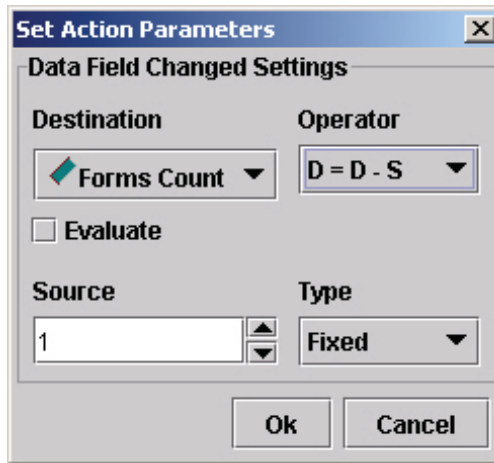 Set Action Parameters
Data Field Changed Settings
Destination Operator
Forms Count D = D - S
Evaluate
Source Type
1 Fixed
Ok Cancel